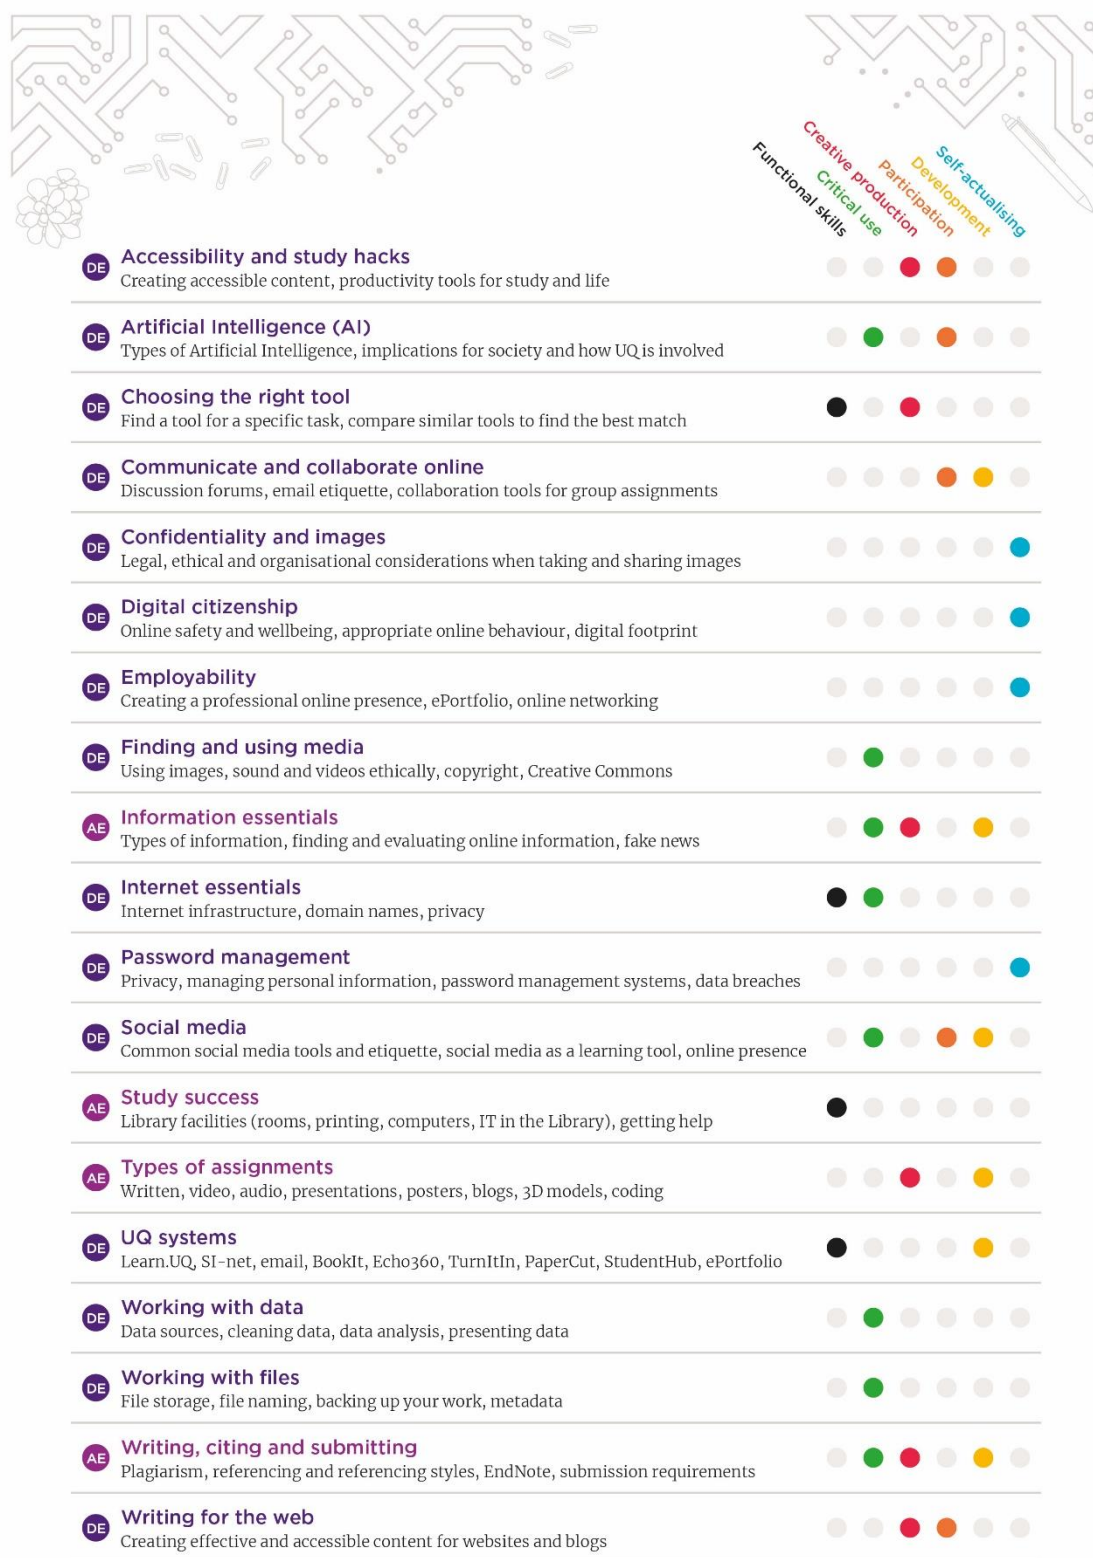 Functional skills
Critical use
Creative production
Participation
Development
Self-actualising
DE Accessibility and study hacks
Creating accessible content, productivity tools for study and life
DE Artificial Intelligence (AI)
Types of Artificial Intelligence, implications for society and how UQ is involved
DE Choosing the right tool
Find a tool for a specific task, compare similar tools to find the best match
DE Communicate and collaborate online
Discussion forums, email etiquette, collaboration tools for group assignments
DE Confidentiality and images
Legal, ethical and organisational considerations when taking and sharing images
DE Digital citizenship
Online safety and wellbeing, appropriate online behaviour, digital footprint
DE Employability
Creating a professional online presence, ePortfolio, online networking
DE Finding and using media
Using images, sound and videos ethically, copyright, Creative Commons
AE Information essentials
Types of information, finding and evaluating online information, fake news
DE Internet essentials
Internet infrastructure, domain names, privacy
DE Password management
Privacy, managing personal information, password management systems, data breaches
DE Social media
Common social media tools and etiquette, social media as a learning tool, online presence
AE Study success
Library facilities (rooms, printing, computers, IT in the Library), getting help
AE Types of assignments
Written, video, audio, presentations, posters, blogs, 3D models, coding
DE UQ systems
Learn.UQ, SI-net, email, BookIt, Echo360, TurnItIn, PaperCut, StudentHub, ePortfolio
DE Working with data
Data sources, cleaning data, data analysis, presenting data
DE Working with files
File storage, file naming, backing up your work, metadata
AE Writing, citing and submitting
Plagiarism, referencing and referencing styles, EndNote, submission requirements
DE Writing for the web
Creating effective and accessible content for websites and blogs